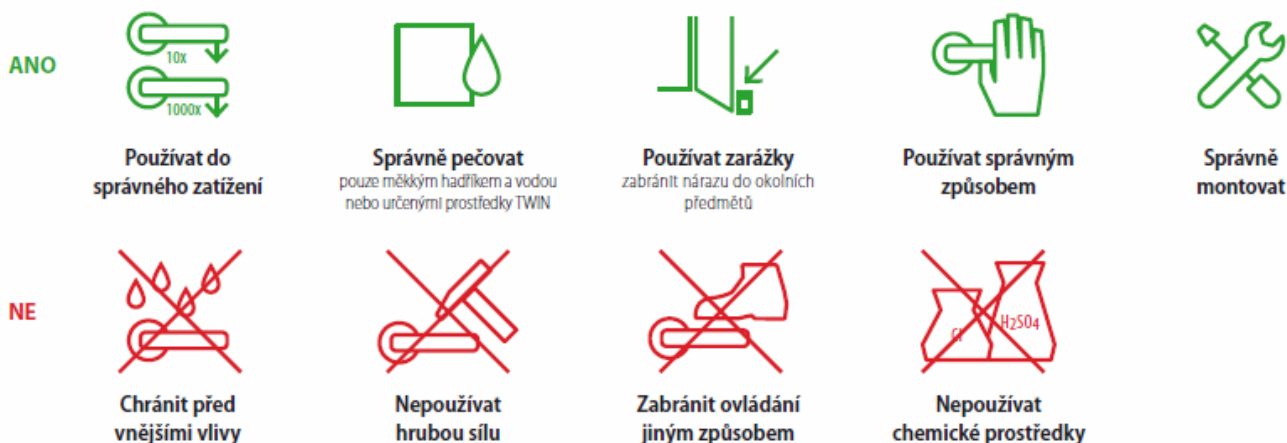 ANO
10x
1000x
Používat do
správného zatížení
Správně pečovat
pouze měkkým hadříkem a vodou
nebo určenými prostředky TWIN
Používat zarážky
zabránit nárazu do okolních
předmětů
Používat správným
způsobem
Správně
montovat
NE
Cl
H2SO4
Chránit před
vnějšími vlivy
Nepoužívat
hrubou sílu
Zabránit ovládání
jiným způsobem
Nepoužívat
chemické prostředky